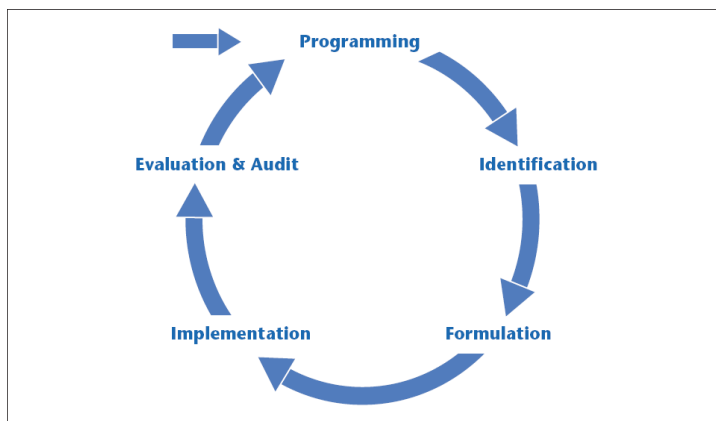 Programming
Identification
Formulation
Implementation
Evaluation & Audit